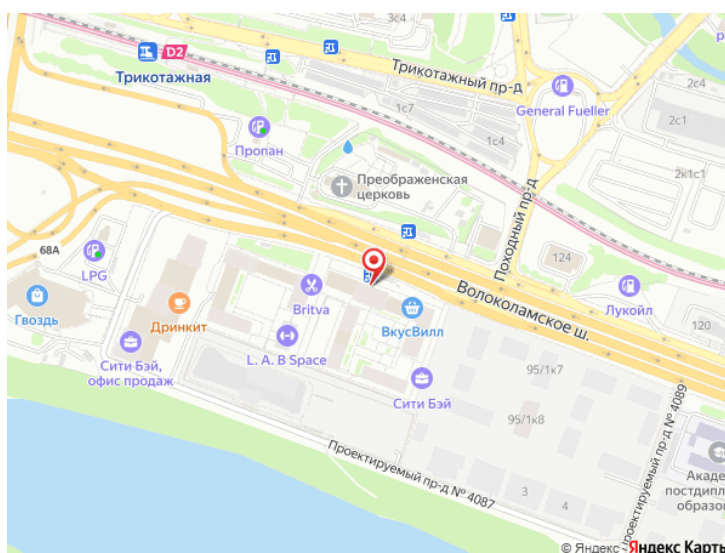 3с4
D2
Трикотажная
Трикотажный пр-д
1с7
General Fueller
2с1
Пропан
1с4
2к1с1
Преображенская
церковь
Походный пр-д
68А
124
LPG
Волоколамское ш.
Лукойл
Гвоздь
Britva
Дринкит
ВкусВилл
120
L. A. B Space
Сити Бэй,
офис продаж
95/1к7
Сити Бэй
95/1к8
Проектируемый пр-д № 4089
Проектируемый пр-д № 4087
Акаде
постдипл
образов
3
4
© Яндекс Яндекс Карты